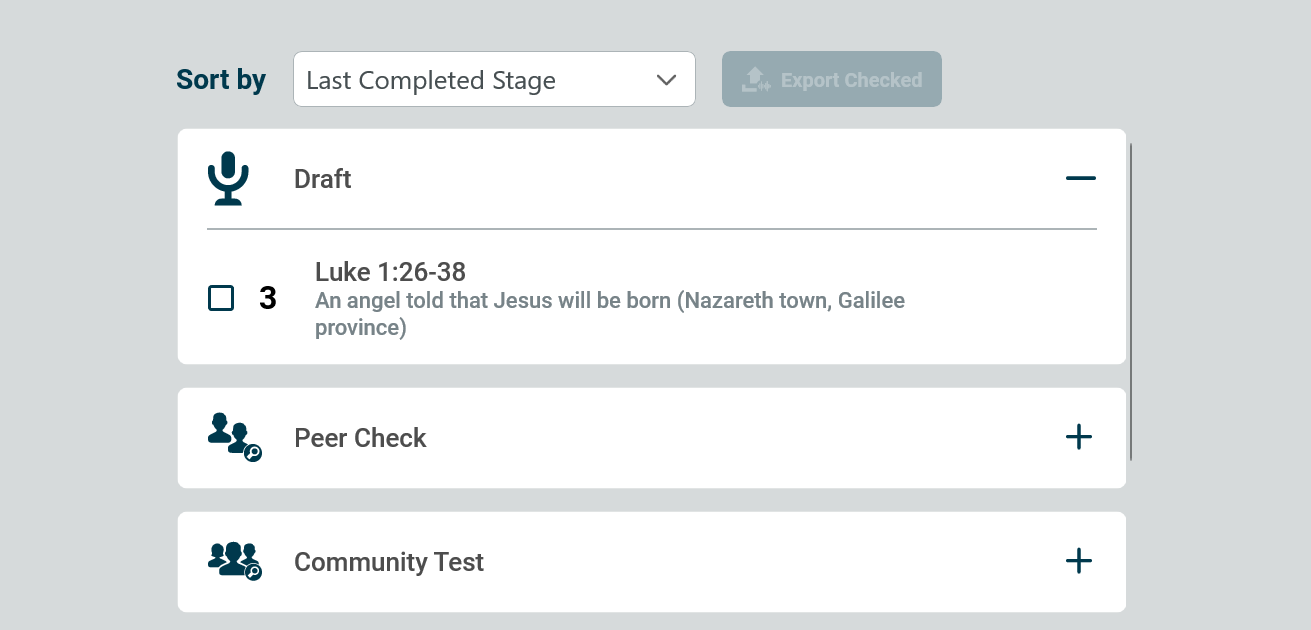 Sort by
Last Completed Stage
Export Checked
Draft
3
Luke 1:26-38
An angel told that Jesus will be born (Nazareth town, Galilee
province)
Peer Check
Community Test